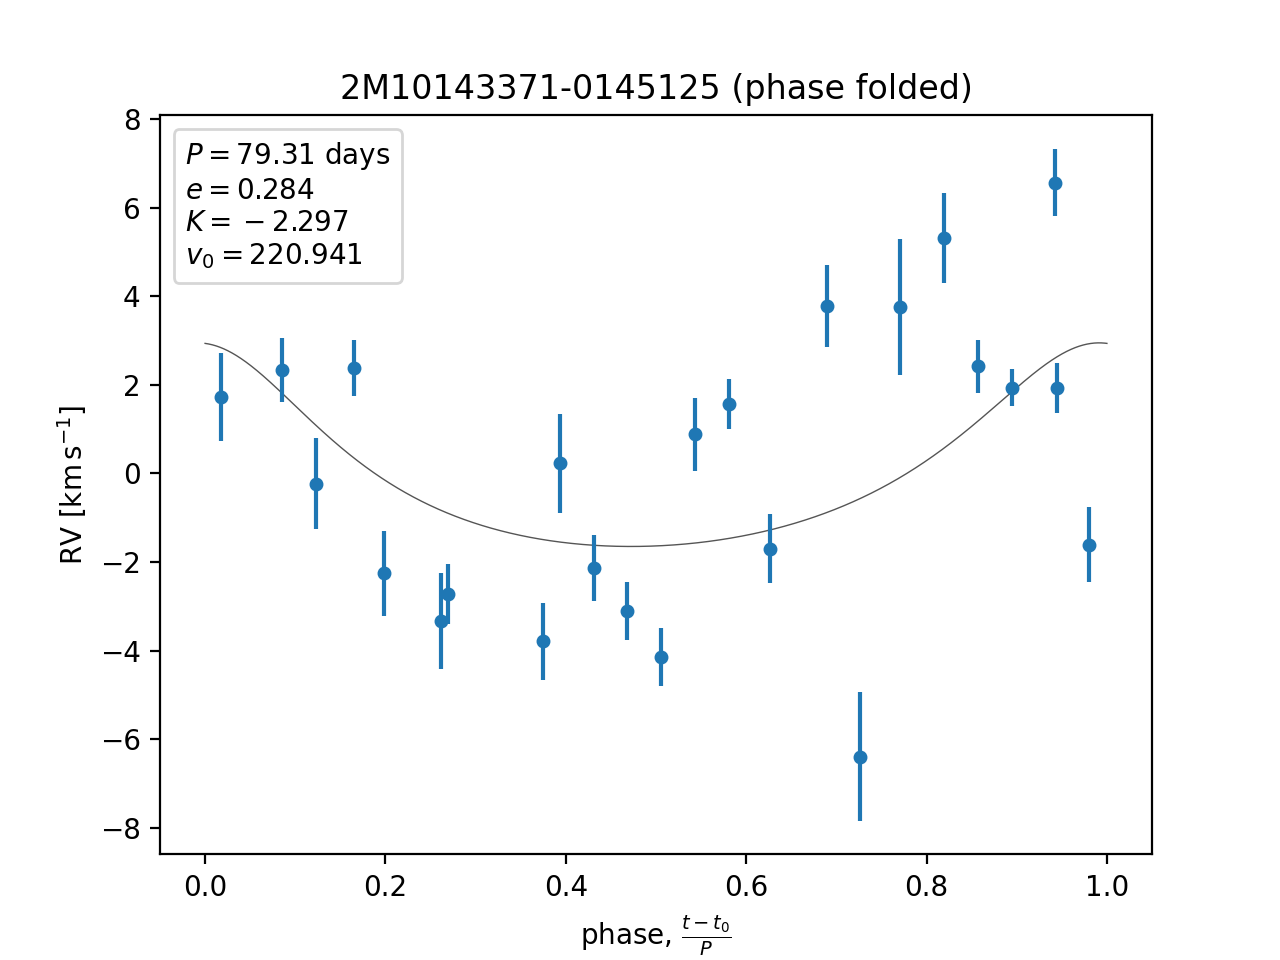 2M10143371-0145125 (phase folded)
P = 79.31 days
e = 0.284
K = −2.297
v₀ = 220.941
8
6
4
2
0
−2
−4
−6
−8
RV [km s⁻¹]
0.0 0.2 0.4 0.6 0.8 1.0
phase, (t − t₀)/P